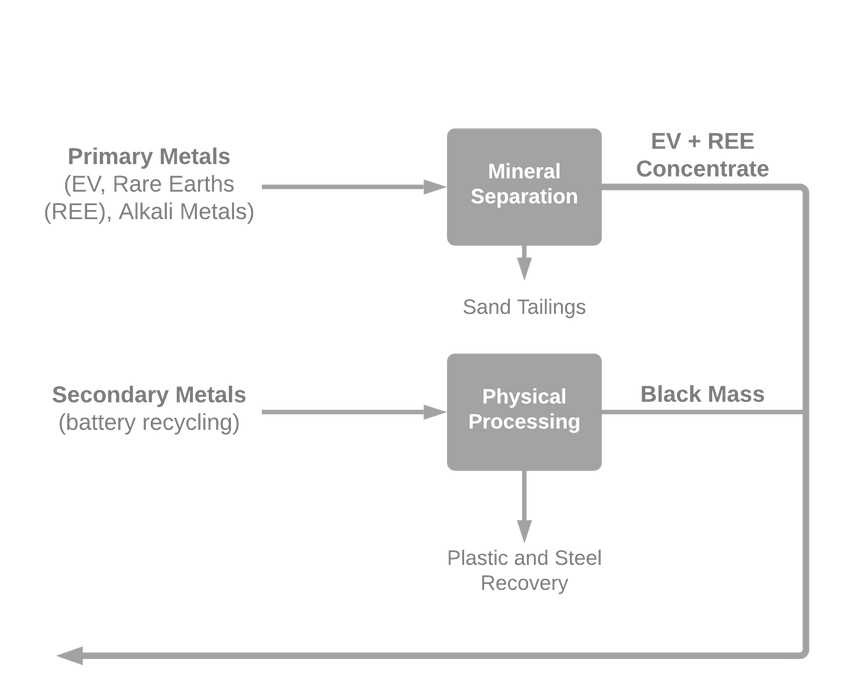 Primary Metals
(EV, Rare Earths
(REE), Alkali Metals)
Mineral
Separation
EV + REE
Concentrate
Sand Tailings
Secondary Metals
(battery recycling)
Physical
Processing
Black Mass
Plastic and Steel
Recovery